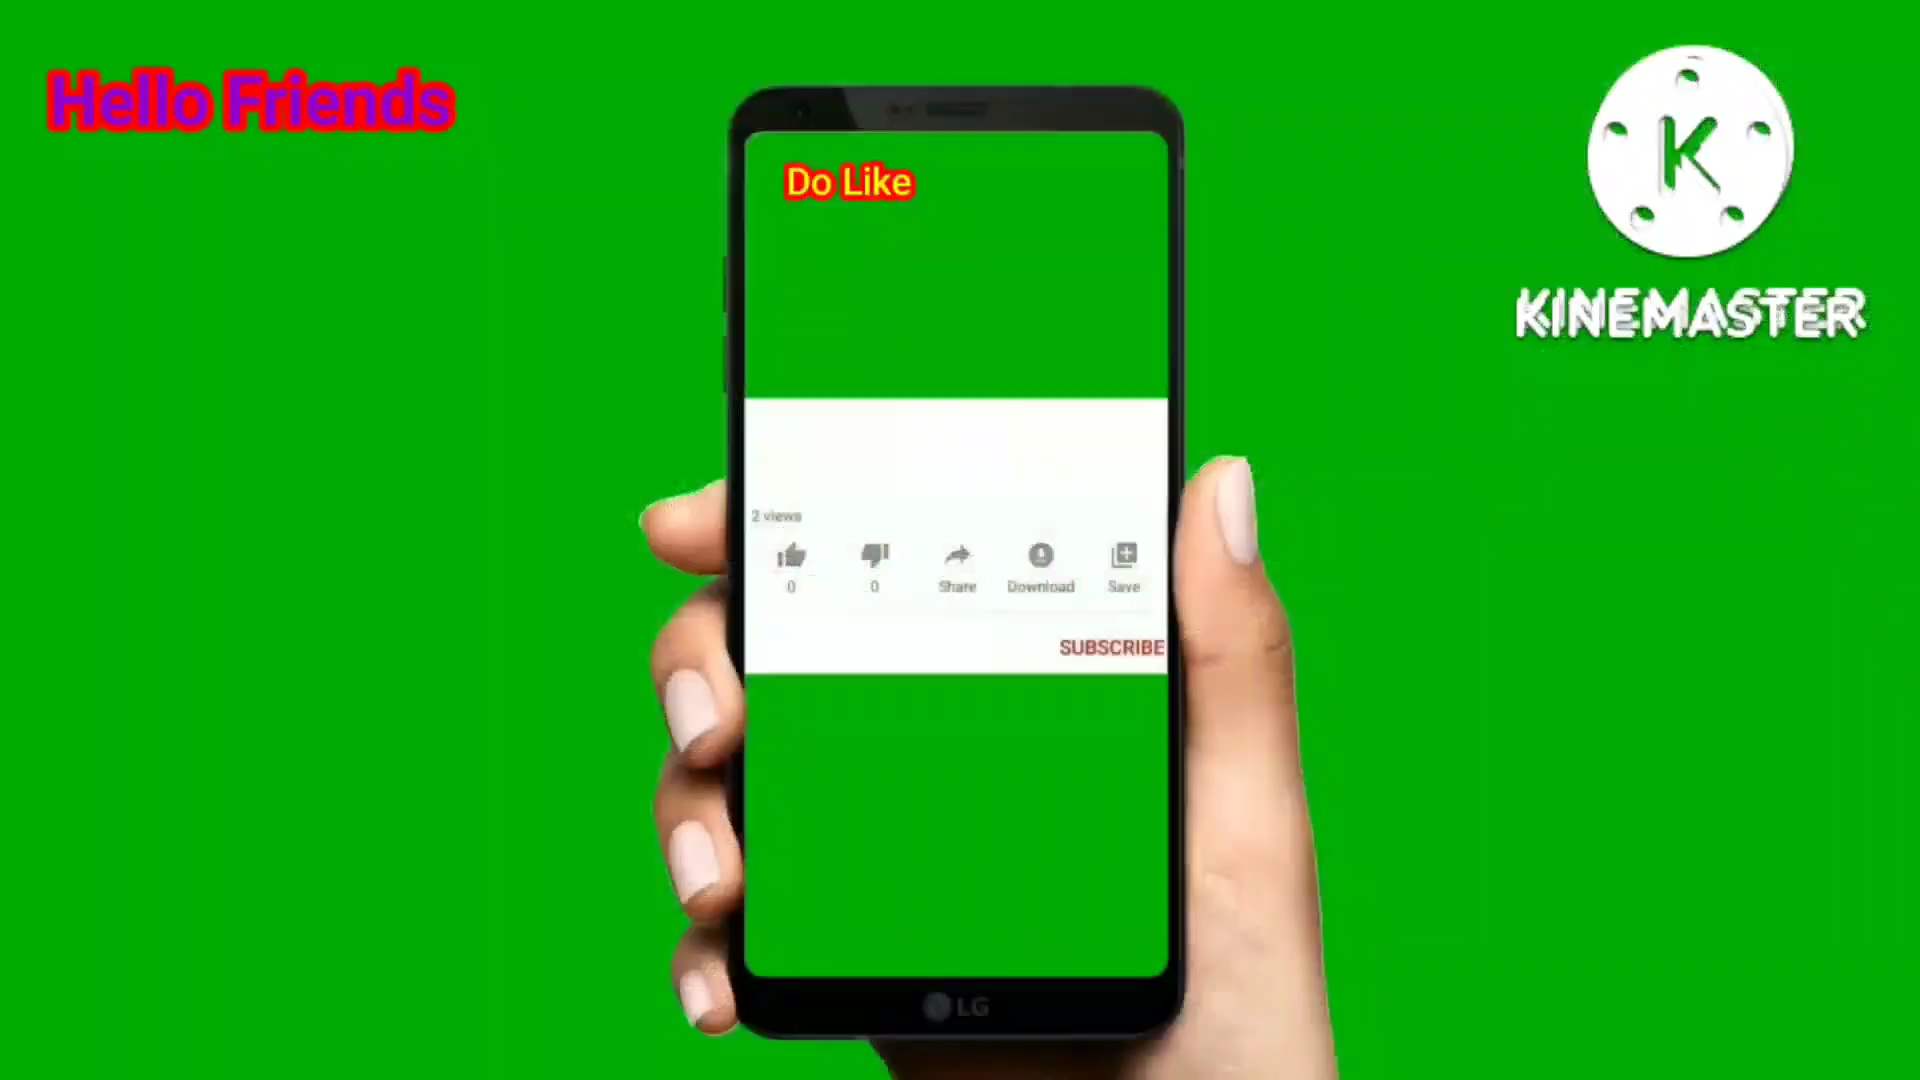 Hello Friends
K
KINEMASTER
Do Like
2 views
0 0 Share Download Save
SUBSCRIBE
LG